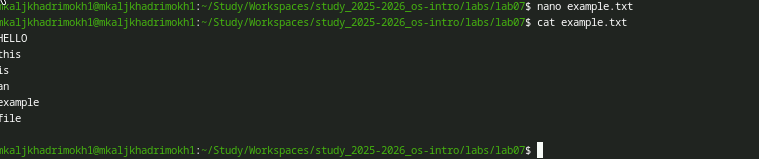 mkaljkhadrimokh1@mkaljkhadrimokh1:~/Study/Workspaces/study_2025-2026_os-intro/labs/lab07$ nano example.txt
mkaljkhadrimokh1@mkaljkhadrimokh1:~/Study/Workspaces/study_2025-2026_os-intro/labs/lab07$ cat example.txt
HELLO
this
is
an
example
file
mkaljkhadrimokh1@mkaljkhadrimokh1:~/Study/Workspaces/study_2025-2026_os-intro/labs/lab07$